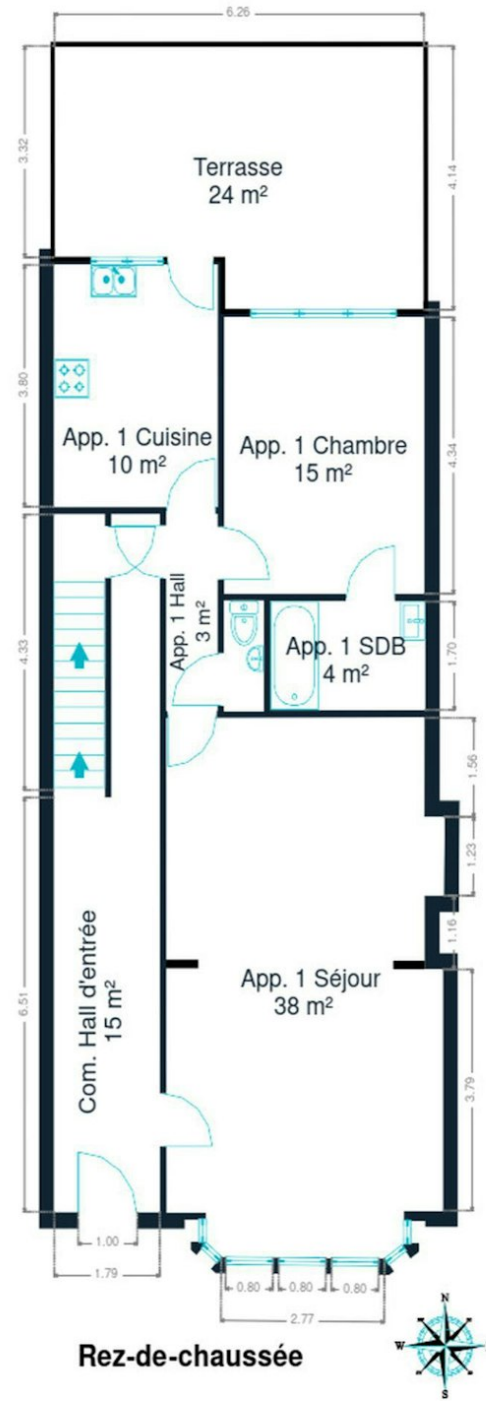 6.26
3.32
4.14
Terrasse
24 m²
3.80
App. 1 Cuisine
10 m²
App. 1 Chambre
15 m²
4.34
4.33
App. 1 Hall
3 m²
App. 1 SDB
4 m²
1.70
1.56
1.23
1.16
Com. Hall d'entrée
15 m²
6.51
App. 1 Séjour
38 m²
3.79
1.00
1.79
0.80
0.80
0.80
2.77
Rez-de-chaussée
N
W
E
S